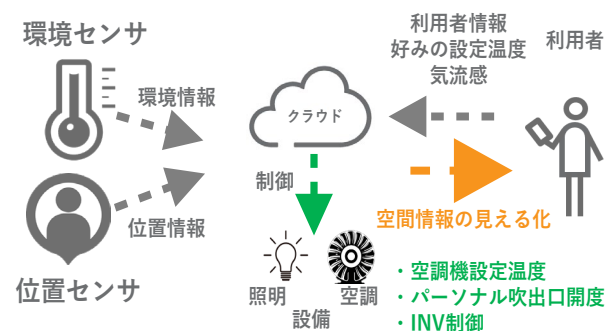 環境センサ
環境情報
位置情報
位置センサ
クラウド
制御
照明
空調
設備
利用者情報
好みの設定温度
気流感
利用者
空間情報の見える化
・空調機設定温度
・パーソナル吹出口開度
・INV制御